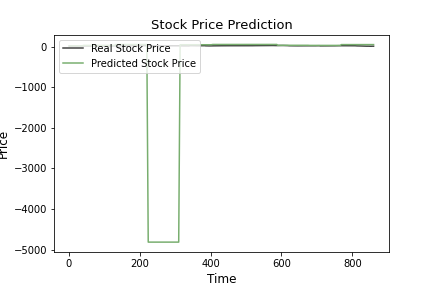 Stock Price Prediction
Real Stock Price
Predicted Stock Price
0
−1000
−2000
−3000
−4000
−5000
Price
0 200 400 600 800
Time